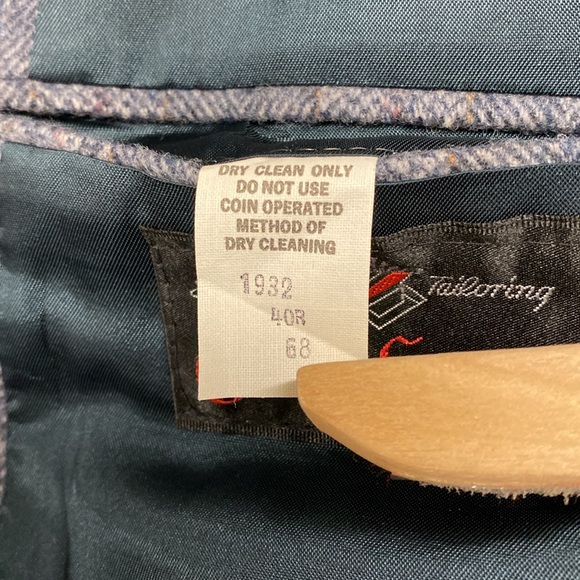 DRY CLEAN ONLY
DO NOT USE
COIN OPERATED
METHOD OF
DRY CLEANING
1932
40R
68
Tailoring